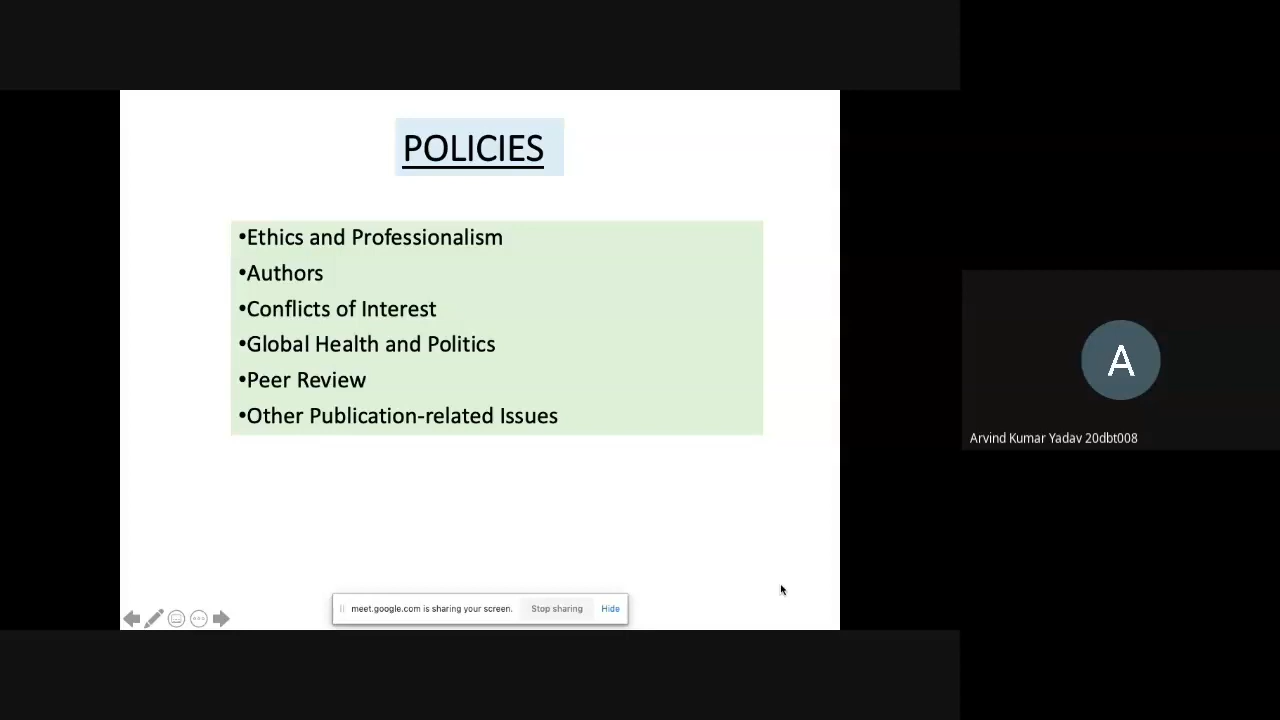 POLICIES
•Ethics and Professionalism
•Authors
•Conflicts of Interest
•Global Health and Politics
•Peer Review
•Other Publication-related Issues
A
Arvind Kumar Yadav 20dbt008
meet.google.com is sharing your screen. Stop sharing Hide